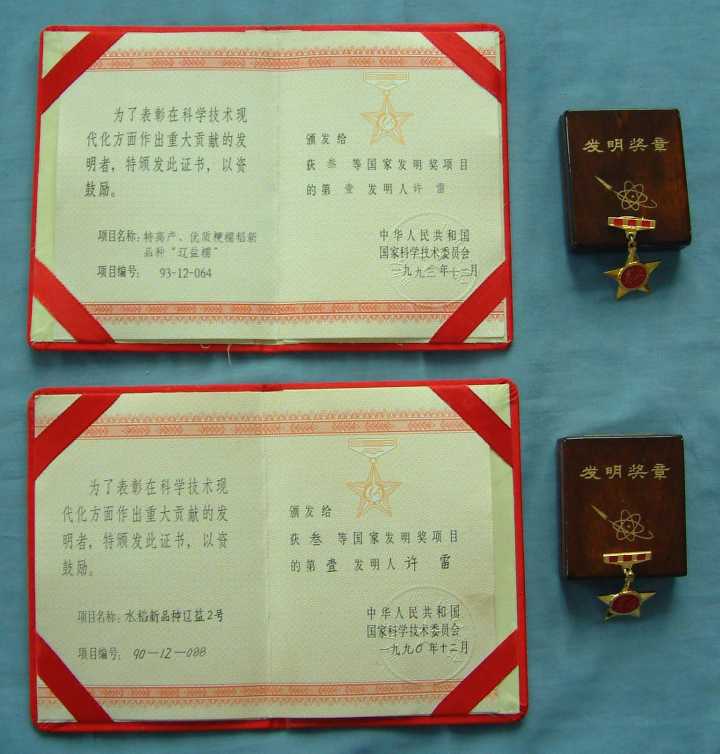 为了表彰在科学技术现
代化方面作出重大贡献的发
明者，特颁发此证书，以资
鼓励。
项目名称：特高产、优质粳糯稻新
品种“辽盐糯”
项目编号： 93-12-064
颁发给
获 叁 等国家发明奖项目
的第 壹 发明人 许 雷
中华人民共和国
国家科学技术委员会
一九九三年十二月
发明奖章
为了表彰在科学技术现
代化方面作出重大贡献的发
明者，特颁发此证书，以资
鼓励。
项目名称：水稻新品种辽盐2号
项目编号： 90-12-008
颁发给
获 叁 等国家发明奖项目
的第 壹 发明人 许 雷
中华人民共和国
国家科学技术委员会
一九九〇年十二月
发明奖章